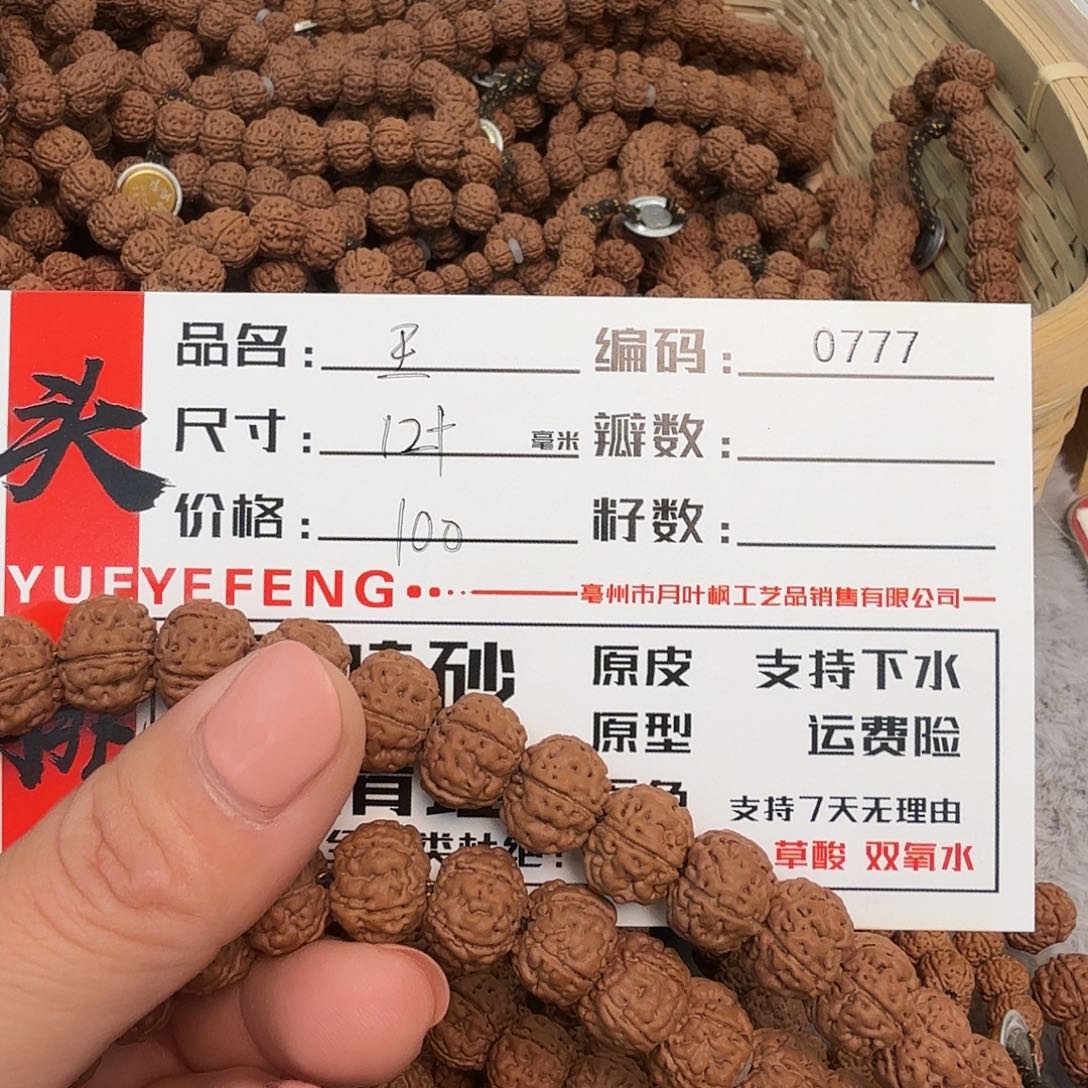 头
品名： 王 编码： 0777
尺寸： 12+ 毫米 瓣数：
价格： 100 籽数：
YUEYEFENG
亳州市月叶枫工艺品销售有限公司
砂 原皮 支持下水
原型 运费险
支持7天无理由
草酸 双氧水